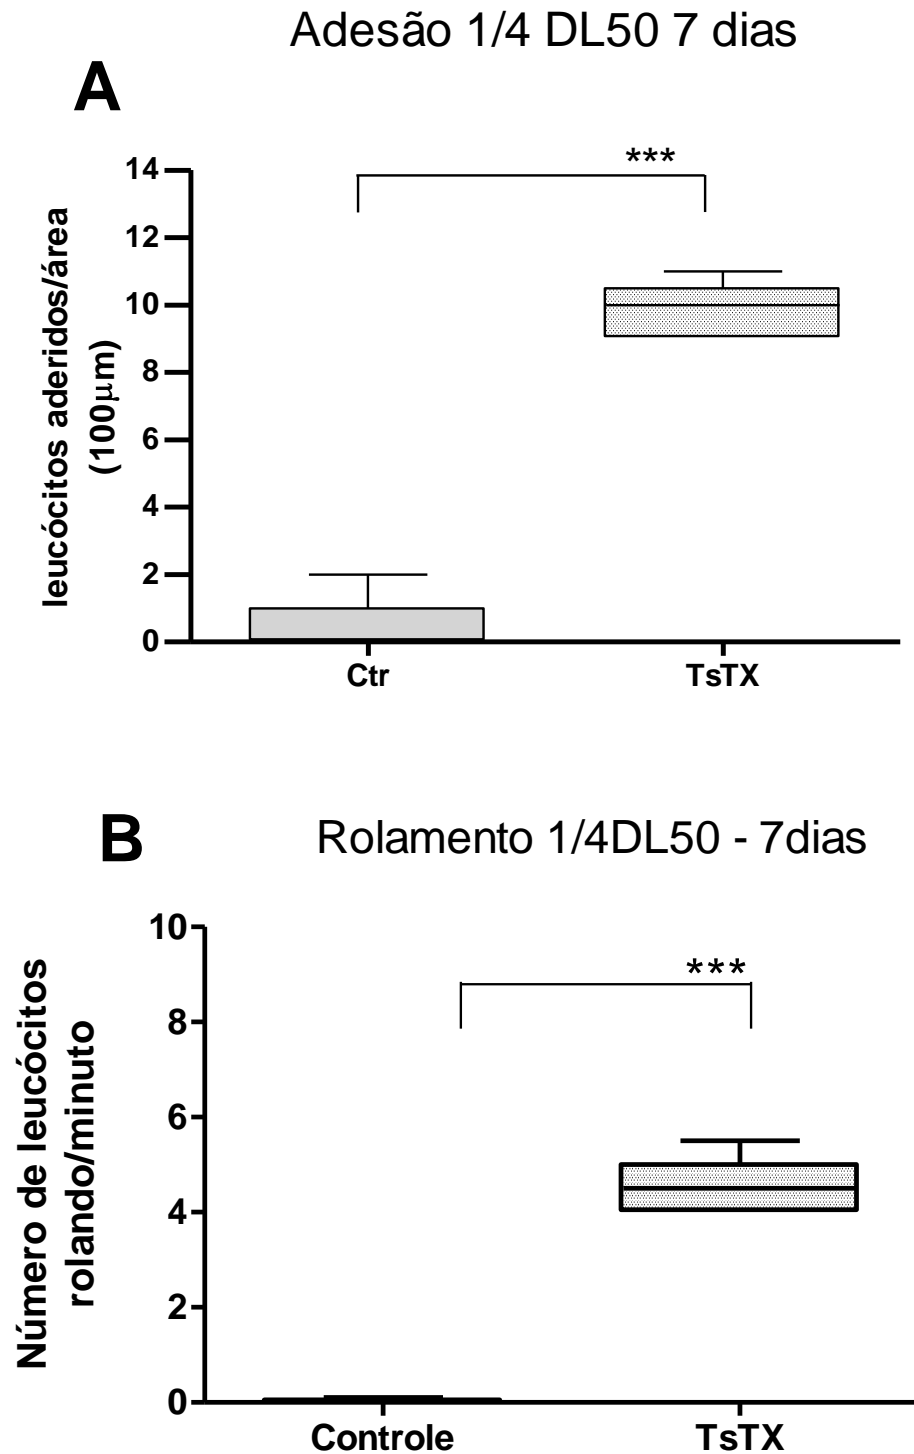 Adesão 1/4 DL50 7 dias
A
***
14
12
10
8
6
4
2
0
leucócitos aderidos/área
(100μm)
Ctr
TsTX
B
Rolamento 1/4DL50 - 7dias
***
10
8
6
4
2
0
Número de leucócitos
rolando/minuto
Controle
TsTX